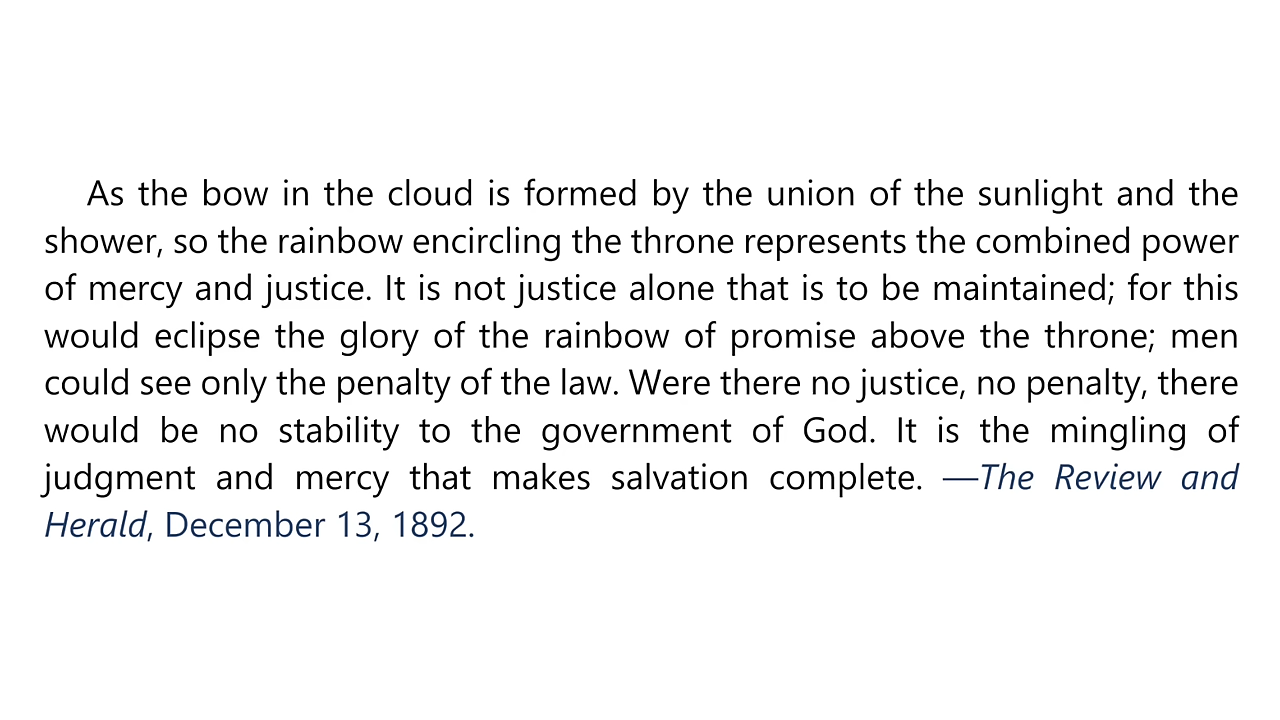 As the bow in the cloud is formed by the union of the sunlight and the
shower, so the rainbow encircling the throne represents the combined power
of mercy and justice. It is not justice alone that is to be maintained; for this
would eclipse the glory of the rainbow of promise above the throne; men
could see only the penalty of the law. Were there no justice, no penalty, there
would be no stability to the government of God. It is the mingling of
judgment and mercy that makes salvation complete. —The Review and
Herald, December 13, 1892.